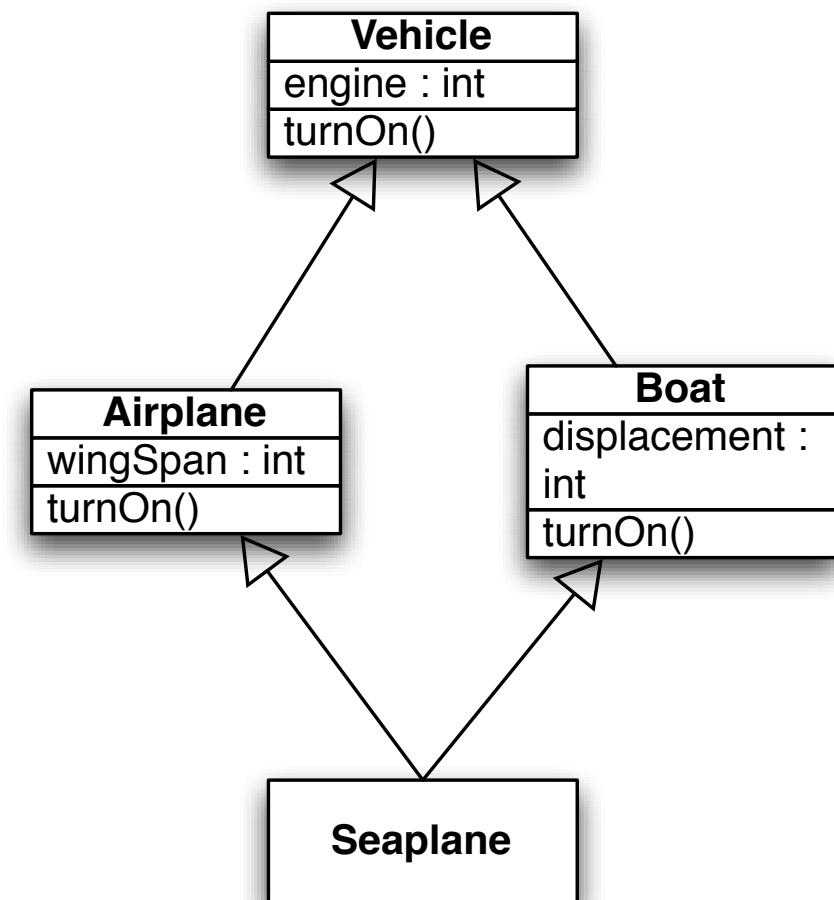 Vehicle
engine : int
turnOn()
Airplane
wingSpan : int
turnOn()
Boat
displacement :
int
turnOn()
Seaplane